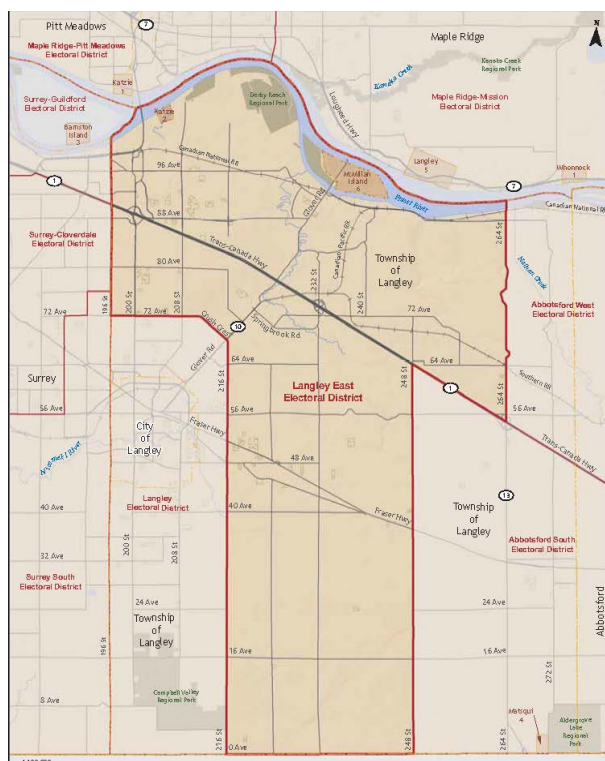 Pitt Meadows
7
Maple Ridge
N
Maple Ridge-Pitt Meadows
Electoral District
Kanaka Creek
Regional Park
Kanaka Creek
Katzie
1
Surrey-Guildford
Electoral District
Derby Reach
Regional Park
Maple Ridge-Mission
Electoral District
Katzie
2
Lougheed Hwy
Barnston
Island
3
Canadian National RR
Langley
5
Whonnock
1
96 Ave
McMillan
Island
6
7
1
Glover Rd
Fraser River
Canadian National RR
88 Ave
264 St
Surrey-Cloverdale
Electoral District
Trans-Canada Hwy
Canadian Pacific RR
Nathan Creek
80 Ave
232 St
Township
of
Langley
196 St
200 St
208 St
240 St
Abbotsford West
Electoral District
72 Ave
72 Ave
Crush Cres
10
Springbrook Rd
72 Ave
Glover Rd
64 Ave
64 Ave
Surrey
216 St
Langley East
Electoral District
248 St
1
264 St
Southern RR
56 Ave
56 Ave
56 Ave
City
of
Langley
Fraser Hwy
Trans-Canada Hwy
48 Ave
Langley
Electoral District
13
Township
of
Langley
40 Ave
40 Ave
Fraser Hwy
Abbotsford South
Electoral District
200 St
208 St
32 Ave
Surrey South
Electoral District
24 Ave
24 Ave
Abbotsford
Township
of
Langley
196 St
16 Ave
16 Ave
272 St
8 Ave
Campbell Valley
Regional Park
Matsqui
4
Aldergrove
Lake
Regional
Park
216 St
0 Ave
248 St
264 St